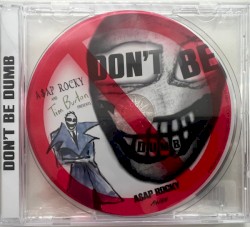 DON'T BE DUMB
DON'T BE
A$AP ROCKY
Tim Burton
DUMB
A$AP ROCKY